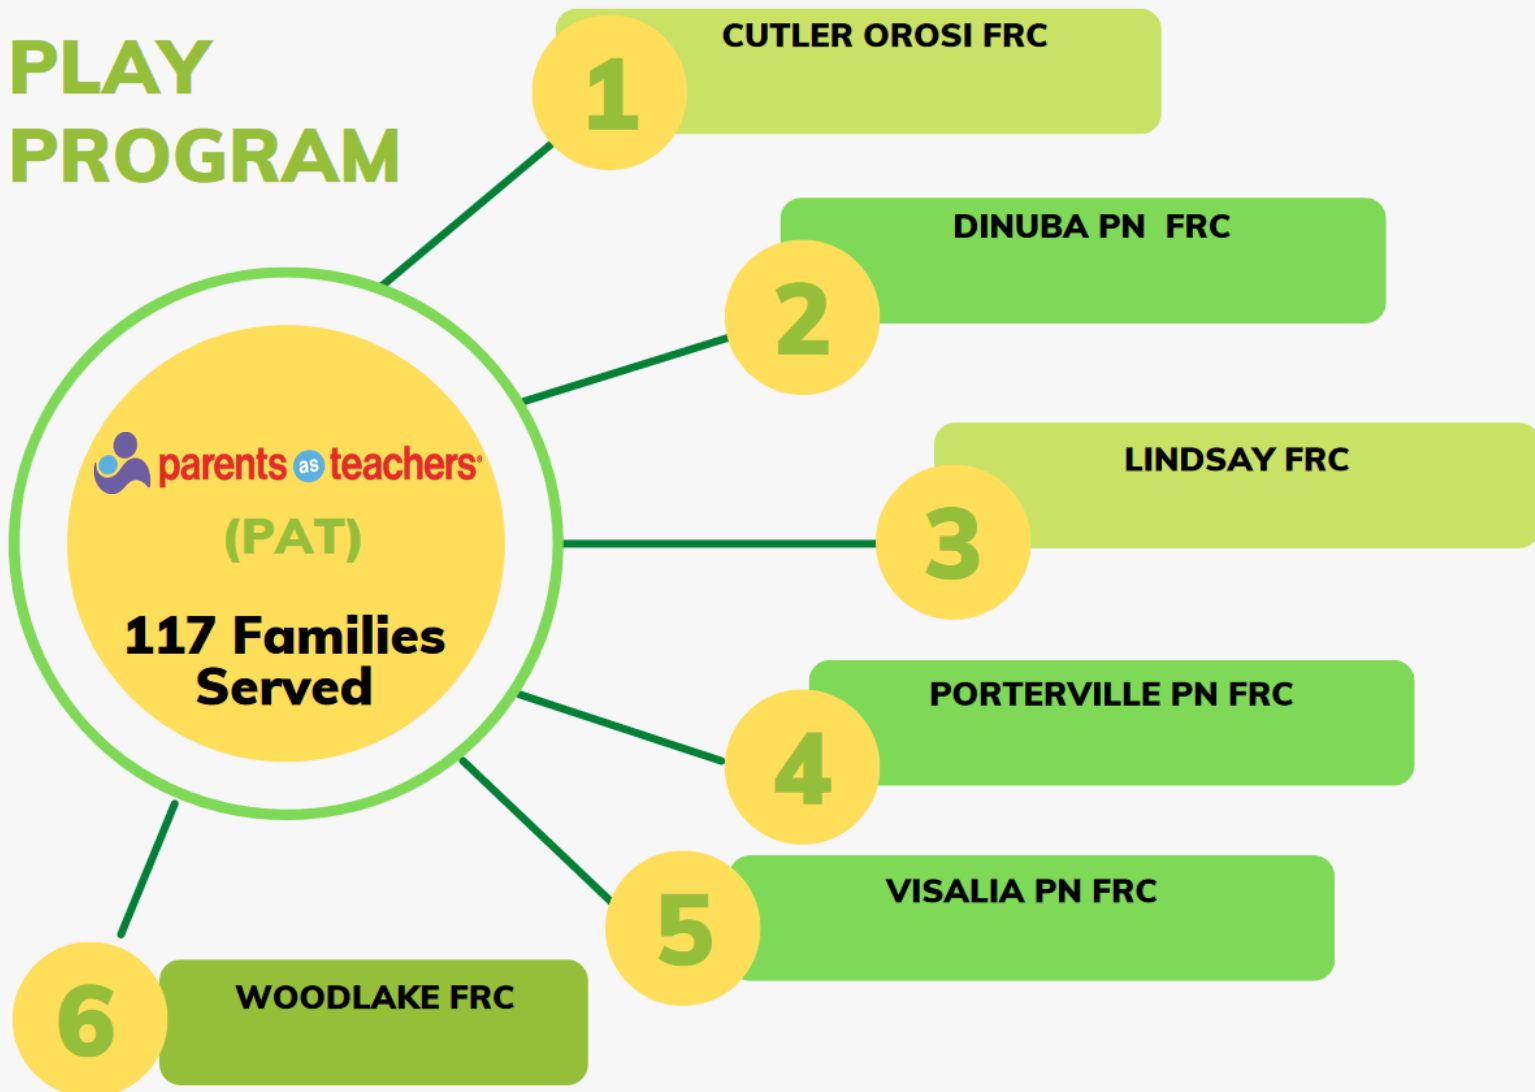 PLAY
PROGRAM
1
CUTLER OROSI FRC
2
DINUBA PN FRC
3
LINDSAY FRC
parents as teachers
(PAT)
117 Families
Served
4
PORTERVILLE PN FRC
5
VISALIA PN FRC
6
WOODLAKE FRC